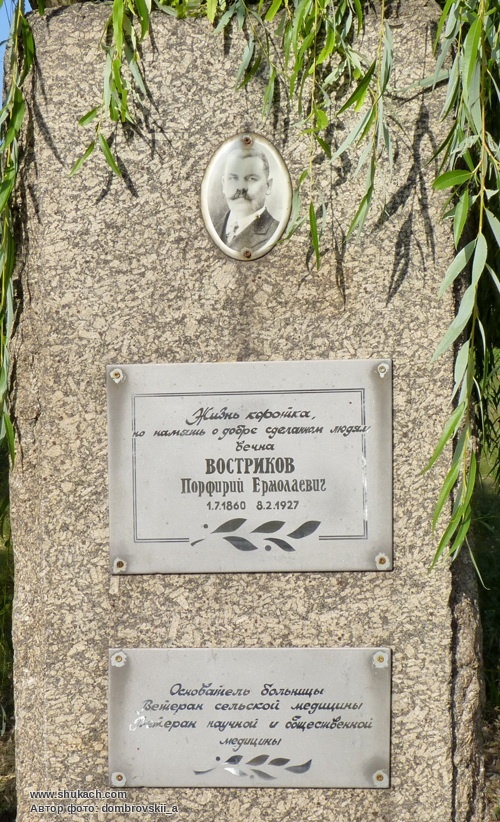 Жизнь коротка,
но память о добре сделаном людям
вечна
ВОСТРИКОВ
Порфирий Ермолаевич
1.7.1860 8.2.1927
Основатель больницы
Ветеран сельской медицины
Ветеран научной и общественной
медицины
www.shukach.com
Автор фото: dombrovskii_a